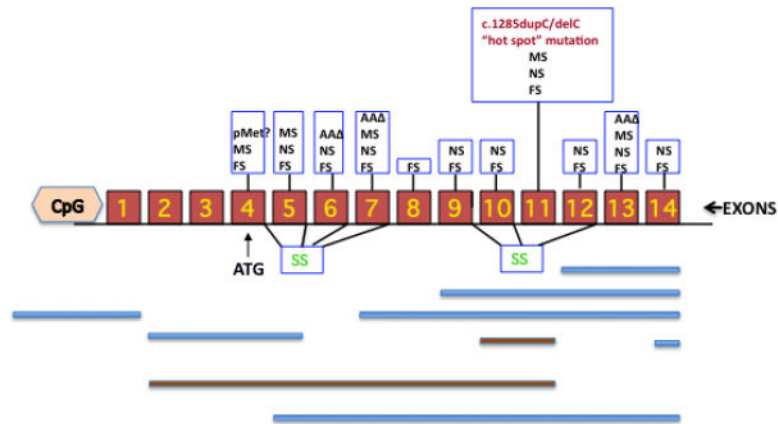 c.1285dupC/delC
"hot spot" mutation
MS
NS
FS
pMet?
MS
FS
MS
NS
FS
AAΔ
NS
FS
AAΔ
MS
NS
FS
FS
NS
FS
NS
FS
NS
FS
AAΔ
MS
NS
FS
NS
FS
CpG
1 2 3 4 5 6 7 8 9 10 11 12 13 14
←EXONS
SS
SS
ATG